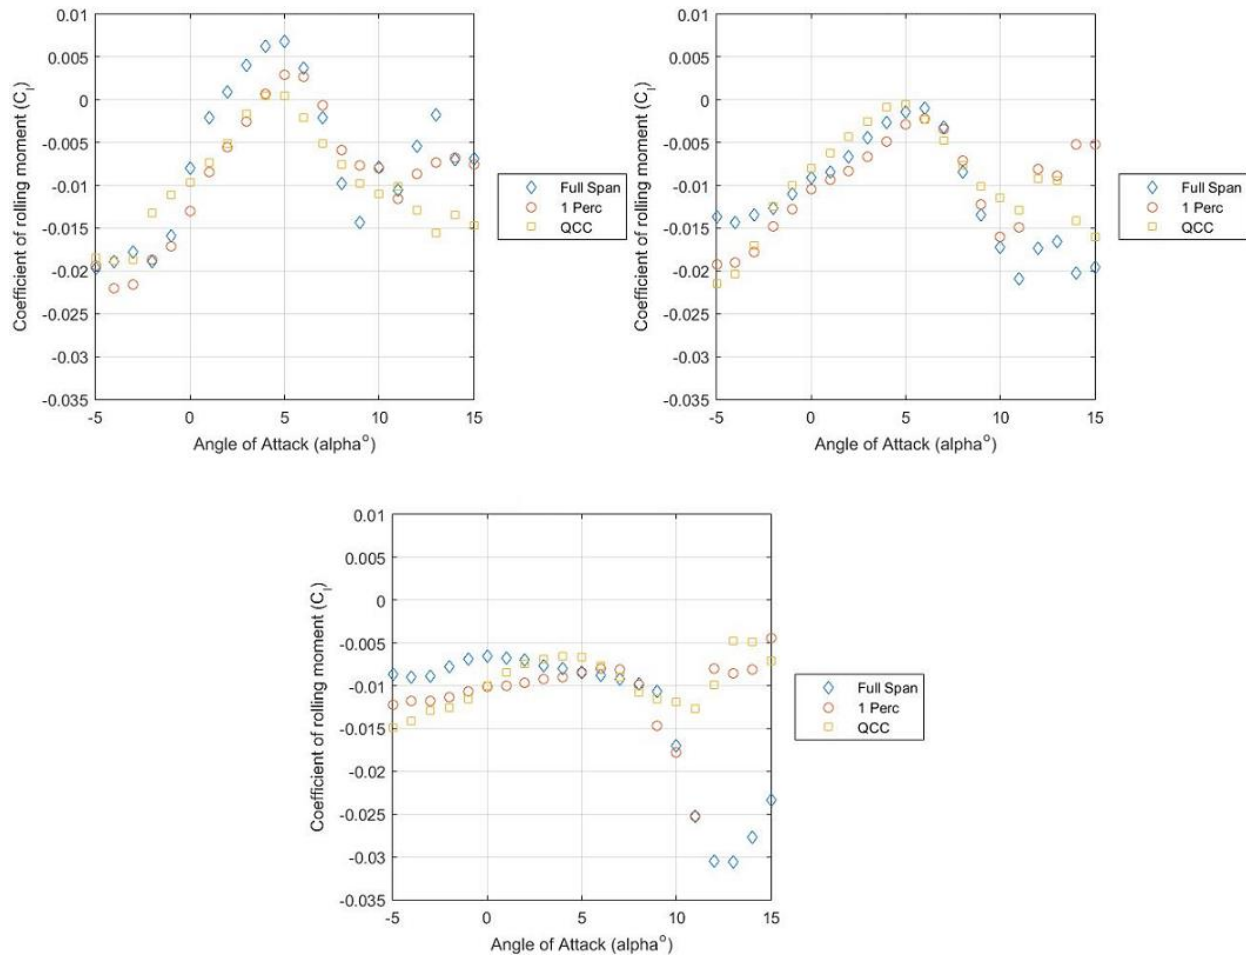 0.01
0.005
0
-0.005
-0.01
-0.015
-0.02
-0.025
-0.03
-0.035
Coefficient of rolling moment (C_l)
-5 0 5 10 15
Angle of Attack (alpha°)
Full Span
1 Perc
QCC
0.01
0.005
0
-0.005
-0.01
-0.015
-0.02
-0.025
-0.03
-0.035
Coefficient of rolling moment (C_l)
-5 0 5 10 15
Angle of Attack (alpha°)
Full Span
1 Perc
QCC
0.01
0.005
0
-0.005
-0.01
-0.015
-0.02
-0.025
-0.03
-0.035
Coefficient of rolling moment (C_l)
-5 0 5 10 15
Angle of Attack (alpha°)
Full Span
1 Perc
QCC